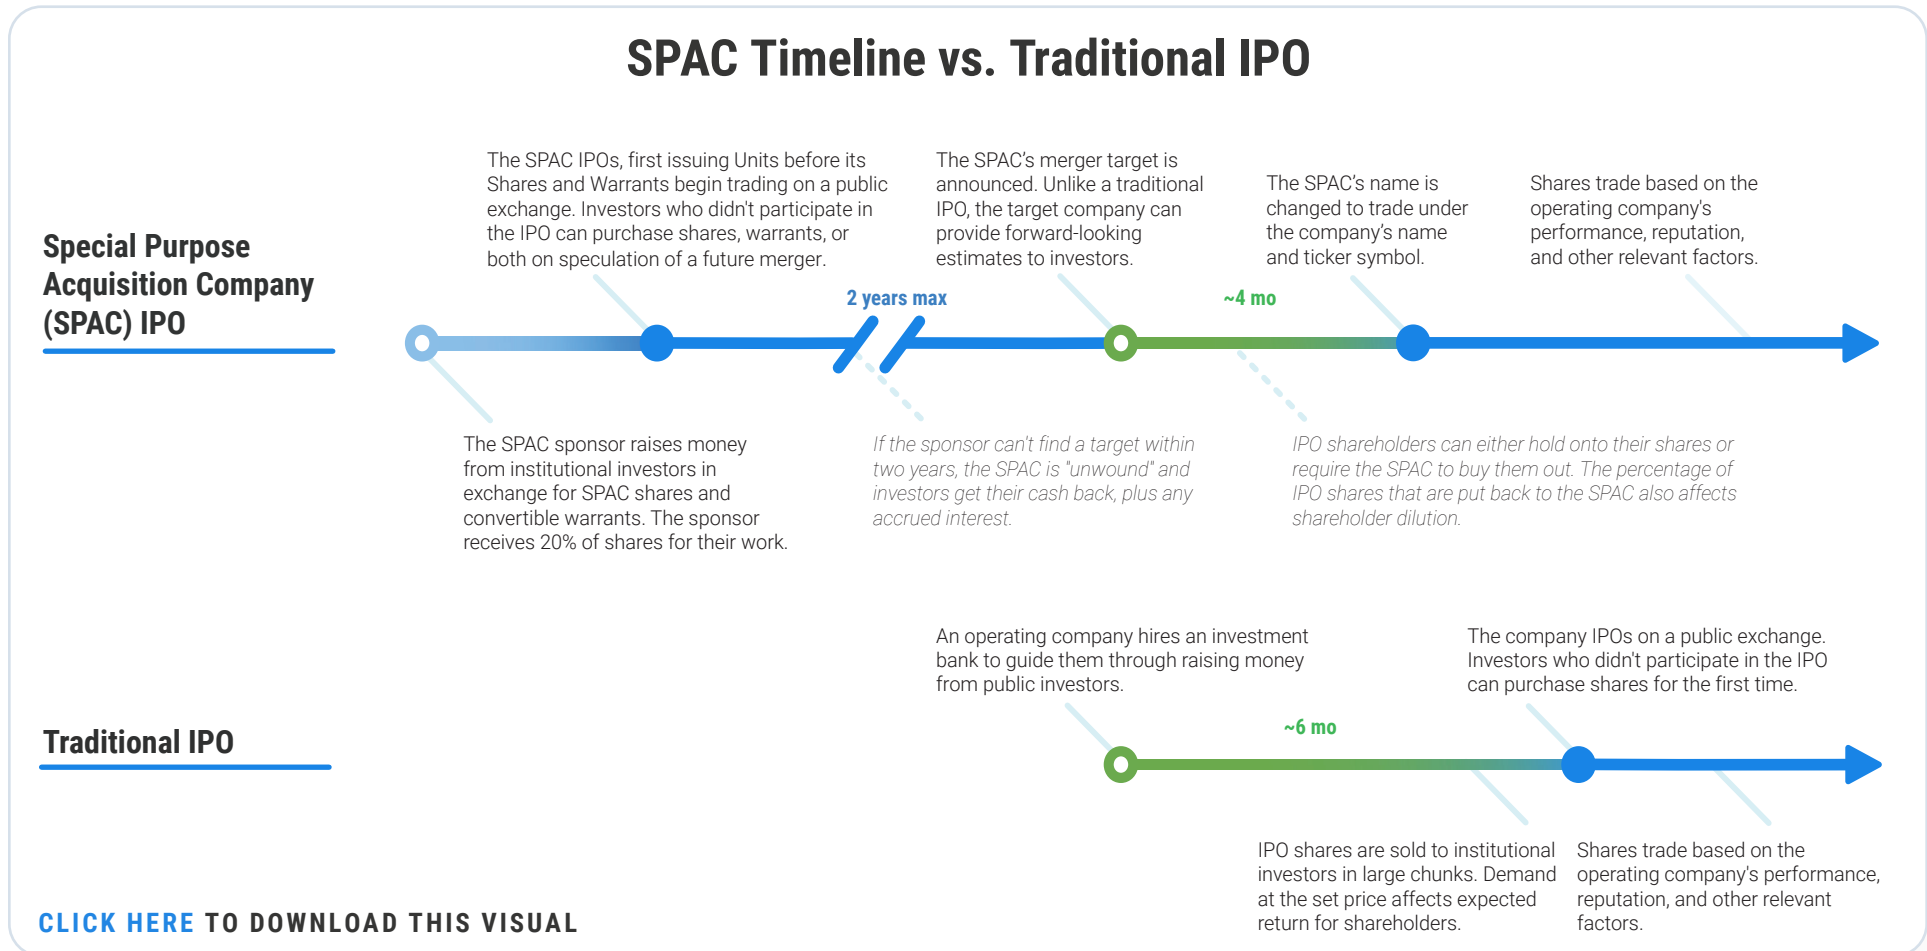 SPAC Timeline vs. Traditional IPO
Special Purpose
Acquisition Company
(SPAC) IPO
The SPAC IPOs, first issuing Units before its
Shares and Warrants begin trading on a public
exchange. Investors who didn't participate in
the IPO can purchase shares, warrants, or
both on speculation of a future merger.
The SPAC’s merger target is
announced. Unlike a traditional
IPO, the target company can
provide forward-looking
estimates to investors.
The SPAC’s name is
changed to trade under
the company’s name
and ticker symbol.
Shares trade based on the
operating company's
performance, reputation,
and other relevant factors.
2 years max
~4 mo
The SPAC sponsor raises money
from institutional investors in
exchange for SPAC shares and
convertible warrants. The sponsor
receives 20% of shares for their work.
If the sponsor can't find a target within
two years, the SPAC is "unwound" and
investors get their cash back, plus any
accrued interest.
IPO shareholders can either hold onto their shares or
require the SPAC to buy them out. The percentage of
IPO shares that are put back to the SPAC also affects
shareholder dilution.
Traditional IPO
An operating company hires an investment
bank to guide them through raising money
from public investors.
The company IPOs on a public exchange.
Investors who didn't participate in the IPO
can purchase shares for the first time.
~6 mo
IPO shares are sold to institutional
investors in large chunks. Demand
at the set price affects expected
return for shareholders.
Shares trade based on the
operating company's performance,
reputation, and other relevant
factors.
CLICK HERE TO DOWNLOAD THIS VISUAL